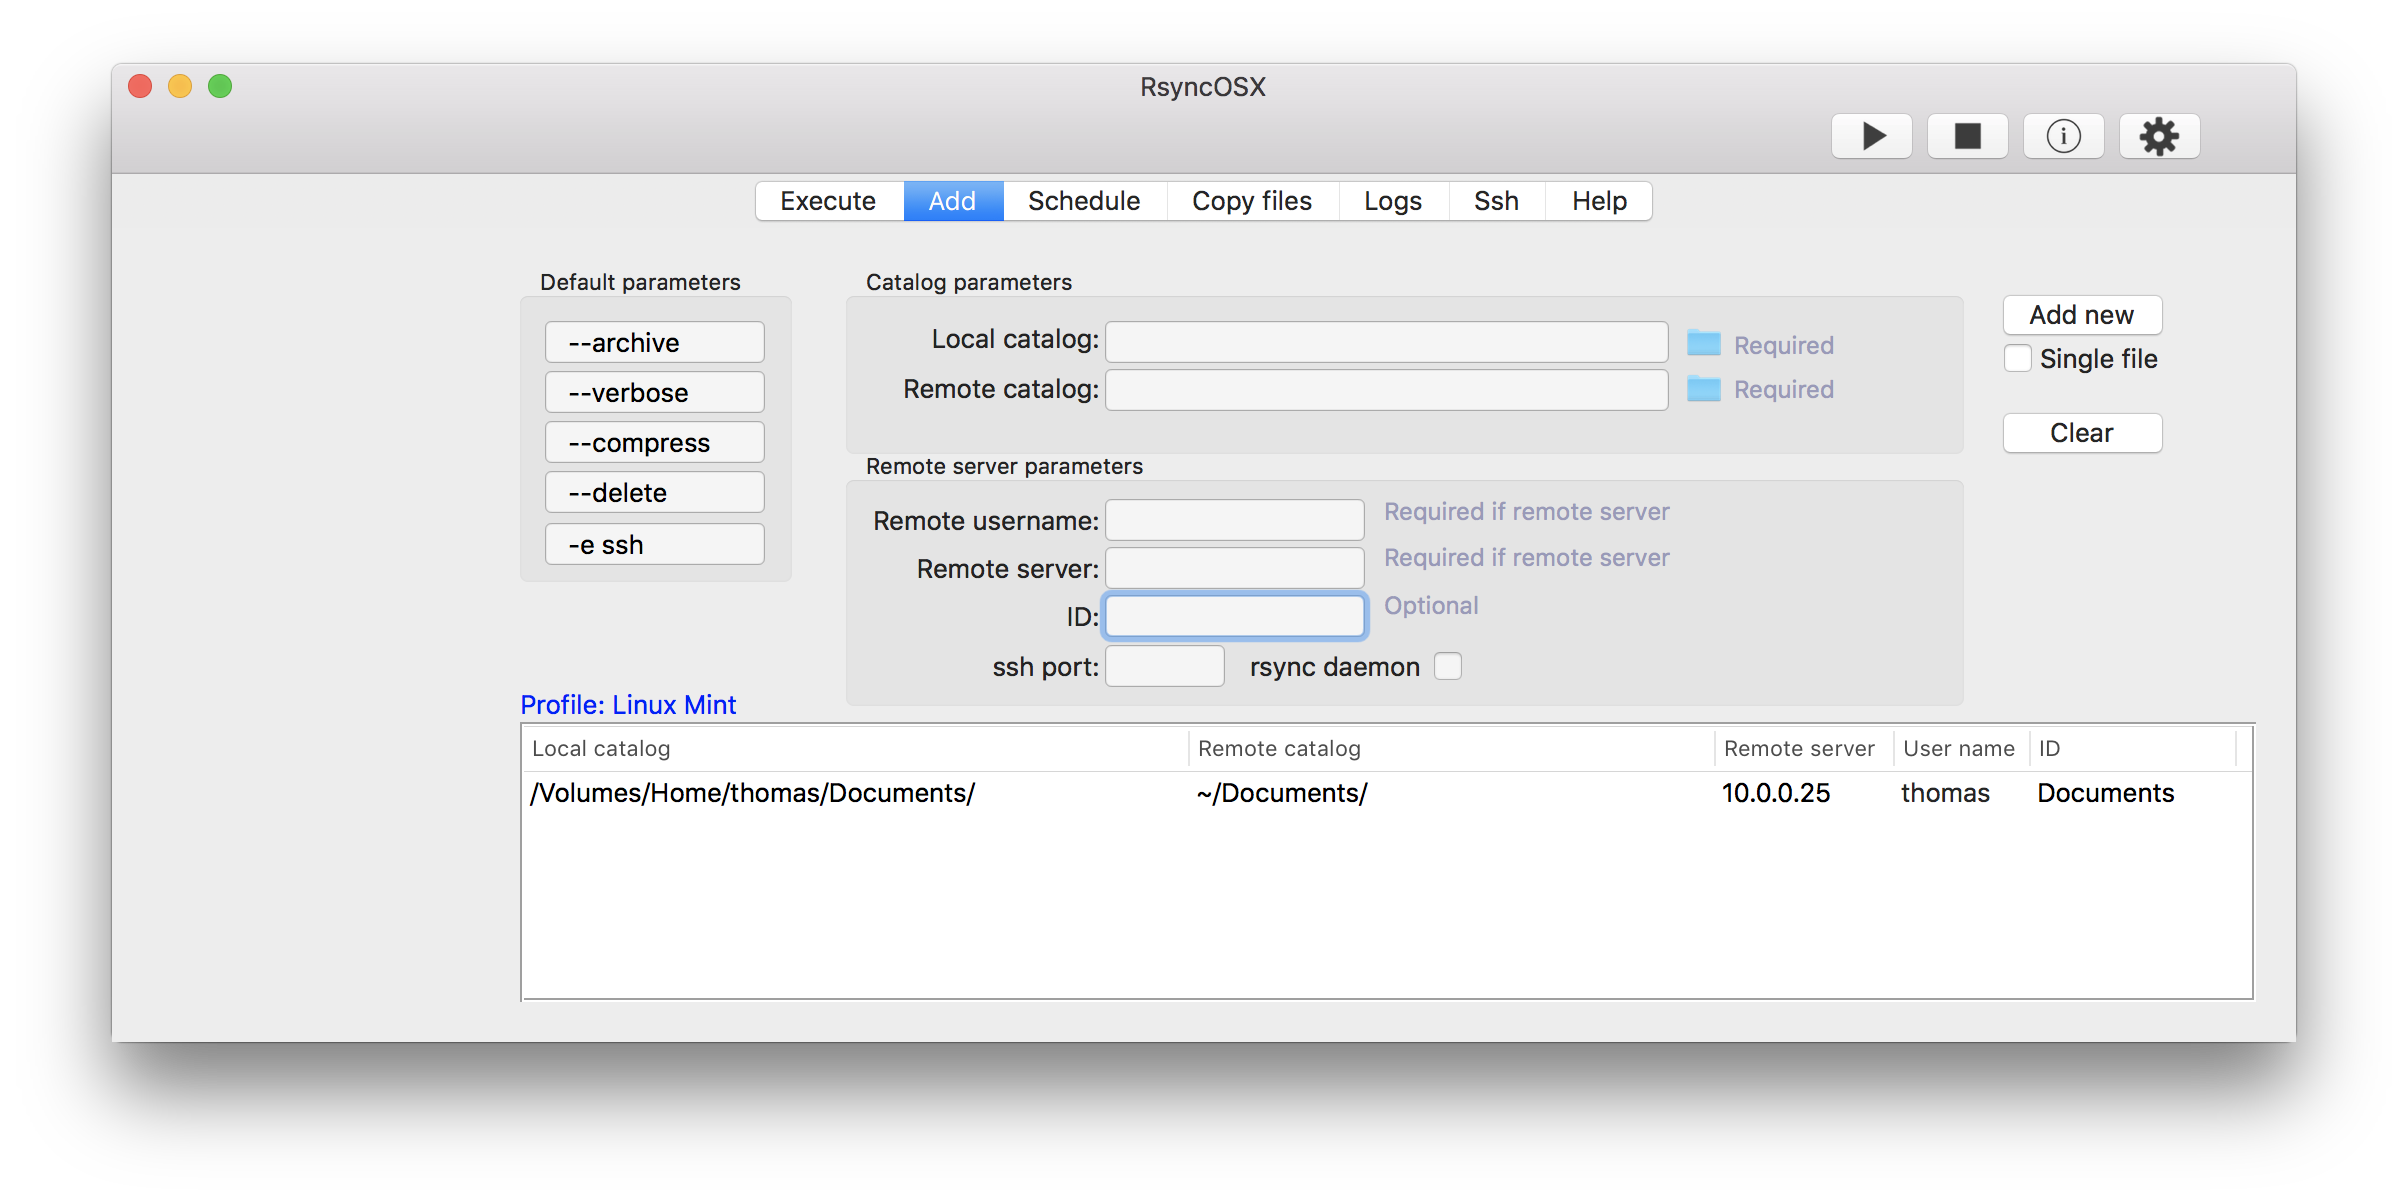 RsyncOSX
Execute Add Schedule Copy files Logs Ssh Help
Default parameters
--archive
--verbose
--compress
--delete
-e ssh
Catalog parameters
Local catalog: Required
Remote catalog: Required
Add new
Single file
Clear
Remote server parameters
Remote username: Required if remote server
Remote server: Required if remote server
ID: Optional
ssh port: rsync daemon
Profile: Linux Mint
Local catalog Remote catalog Remote server User name ID
/Volumes/Home/thomas/Documents/ ~/Documents/ 10.0.0.25 thomas Documents